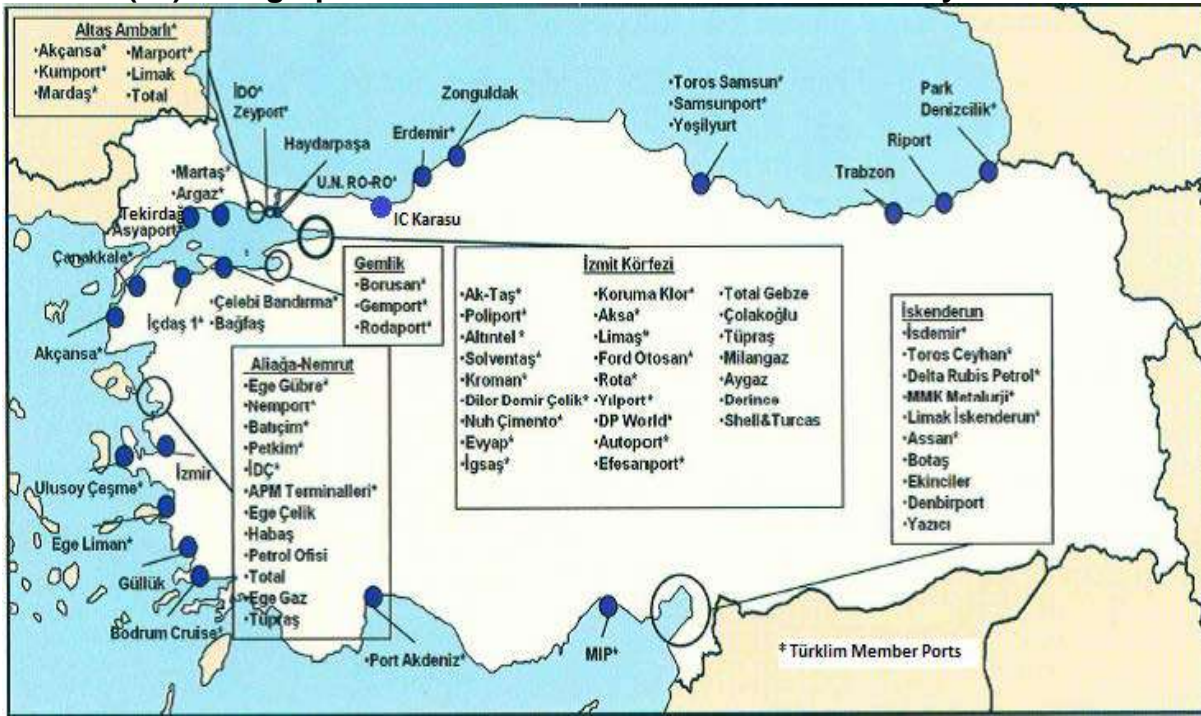 Altaş Ambarlı*
•Akçansa* •Marport*
•Kumport* •Limak
•Mardaş* •Total
İDO*
Zeyport*
Haydarpaşa
U.N. RO-RO*
Erdemir*
Zonguldak
IC Karasu
•Toros Samsun*
•Samsunport*
•Yeşilyurt
Park
Denizcilik*
Riport
Trabzon
•Martaş*
•Argaz*
Tekirdağ
Asyaport*
Çanakkale*
•Çelebi Bandırma*
İçdaş 1* •Bağfaş
Akçansa*
Gemlik
•Borusan*
•Gemport*
•Rodaport*
İzmit Körfezi
•Ak-Taş* •Koruma Klor* •Total Gebze
•Poliport* •Aksa* •Çolakoğlu
•Altıntel* •Limaş* •Tüpraş
•Solventaş* •Ford Otosan* •Milangaz
•Kroman* •Rota* •Aygaz
•Diler Demir Çelik* •Yılport* •Derince
•Nuh Çimento* •DP World* •Shell&Turcas
•Evyap* •Autoport*
•İgsaş* •Efesanport*
İskenderun
•İsdemir*
•Toros Ceyhan*
•Delta Rubis Petrol*
•MMK Metalurji*
•Limak İskenderun*
•Assan*
•Botaş
•Ekinciler
•Denbirport
•Yazıcı
Aliağa-Nemrut
•Ege Gübre*
•Nemport*
•Batıçim*
•Petkim*
•İDÇ*
•APM Terminalleri*
•Ege Çelik
•Habaş
•Petrol Ofisi
•Total
•Ege Gaz
•Tüpraş
İzmir
Ulusoy Çeşme*
Ege Liman*
Güllük
Bodrum Cruise*
•Port Akdeniz*
MIP*
* Türklim Member Ports